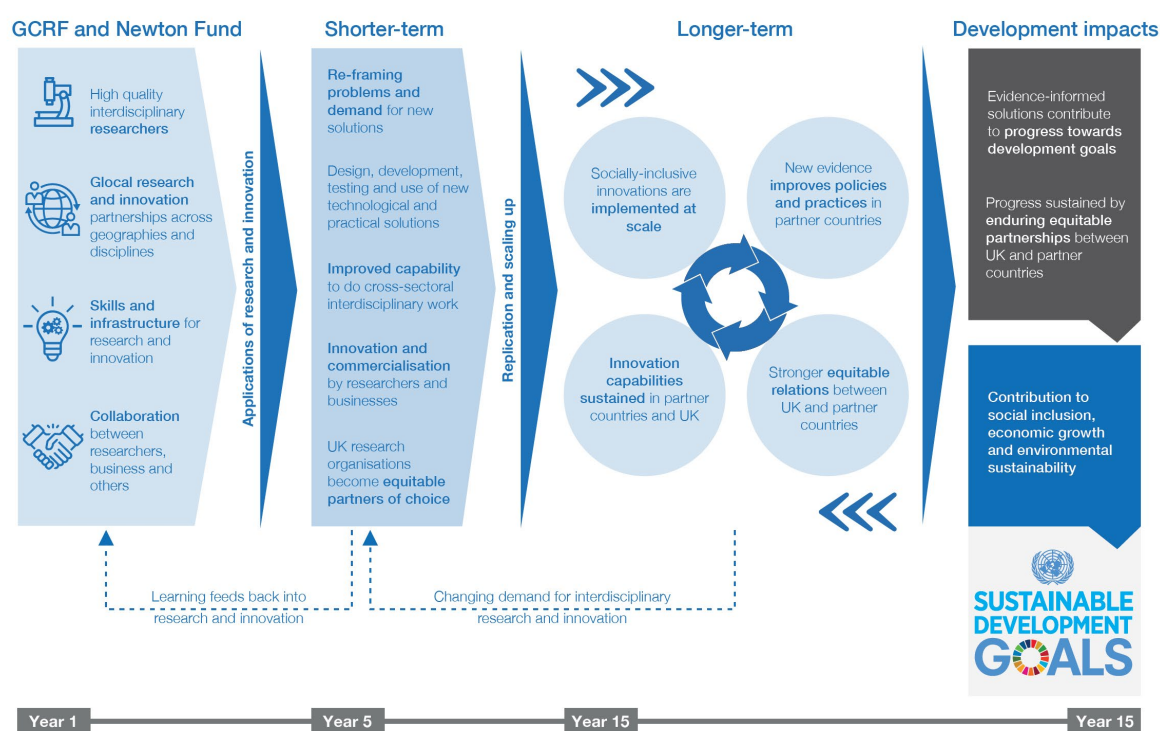 GCRF and Newton Fund
High quality
interdisciplinary
researchers
Glocal research
and innovation
partnerships across
geographies and
disciplines
Skills and
infrastructure for
research and
innovation
Collaboration
between
researchers,
business and
others
Applications of research and innovation
Shorter-term
Re-framing
problems and
demand for new
solutions
Design, development,
testing and use of new
technological and
practical solutions
Improved capability
to do cross-sectoral
interdisciplinary work
Innovation and
commercialisation
by researchers and
businesses
UK research
organisations
become equitable
partners of choice
Replication and scaling up
Longer-term
Socially-inclusive
innovations are
implemented at
scale
New evidence
improves policies
and practices in
partner countries
Innovation
capabilities
sustained in partner
countries and UK
Stronger equitable
relations between
UK and partner
countries
Development impacts
Evidence-informed
solutions contribute
to progress towards
development goals
Progress sustained by
enduring equitable
partnerships between
UK and partner
countries
Contribution to
social inclusion,
economic growth
and environmental
sustainability
SUSTAINABLE
DEVELOPMENT
GOALS
Learning feeds back into
research and innovation
Changing demand for interdisciplinary
research and innovation
Year 1
Year 5
Year 15
Year 15